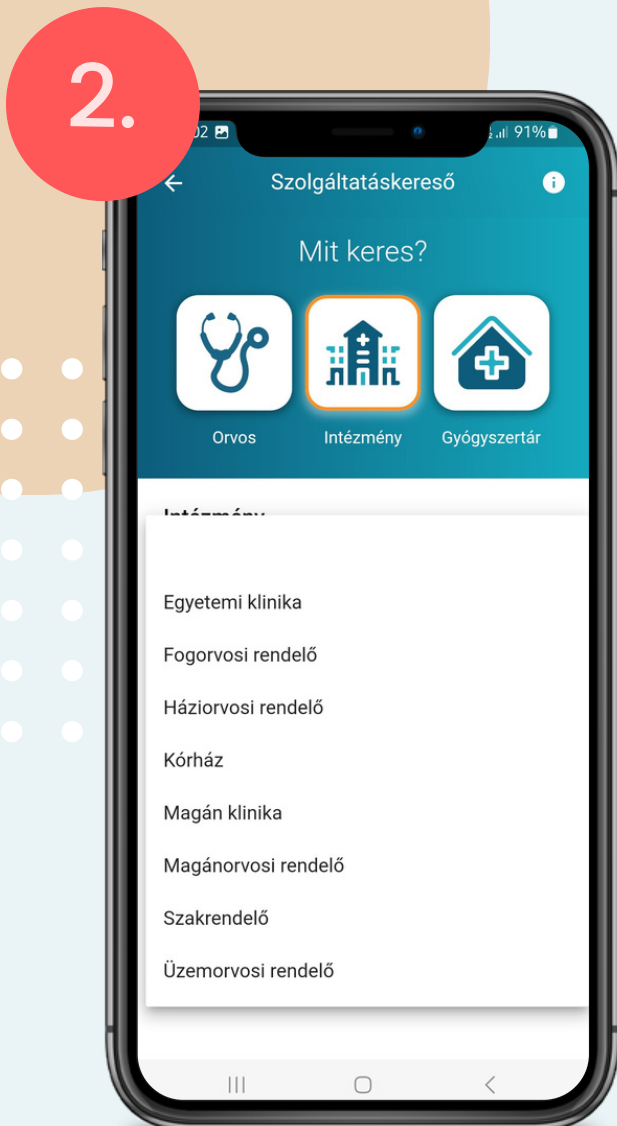 2.
91%
Szolgáltatáskereső
Mit keres?
Orvos Intézmény Gyógyszertár
Intézmény
Egyetemi klinika
Fogorvosi rendelő
Háziorvosi rendelő
Kórház
Magán klinika
Magánorvosi rendelő
Szakrendelő
Üzemorvosi rendelő